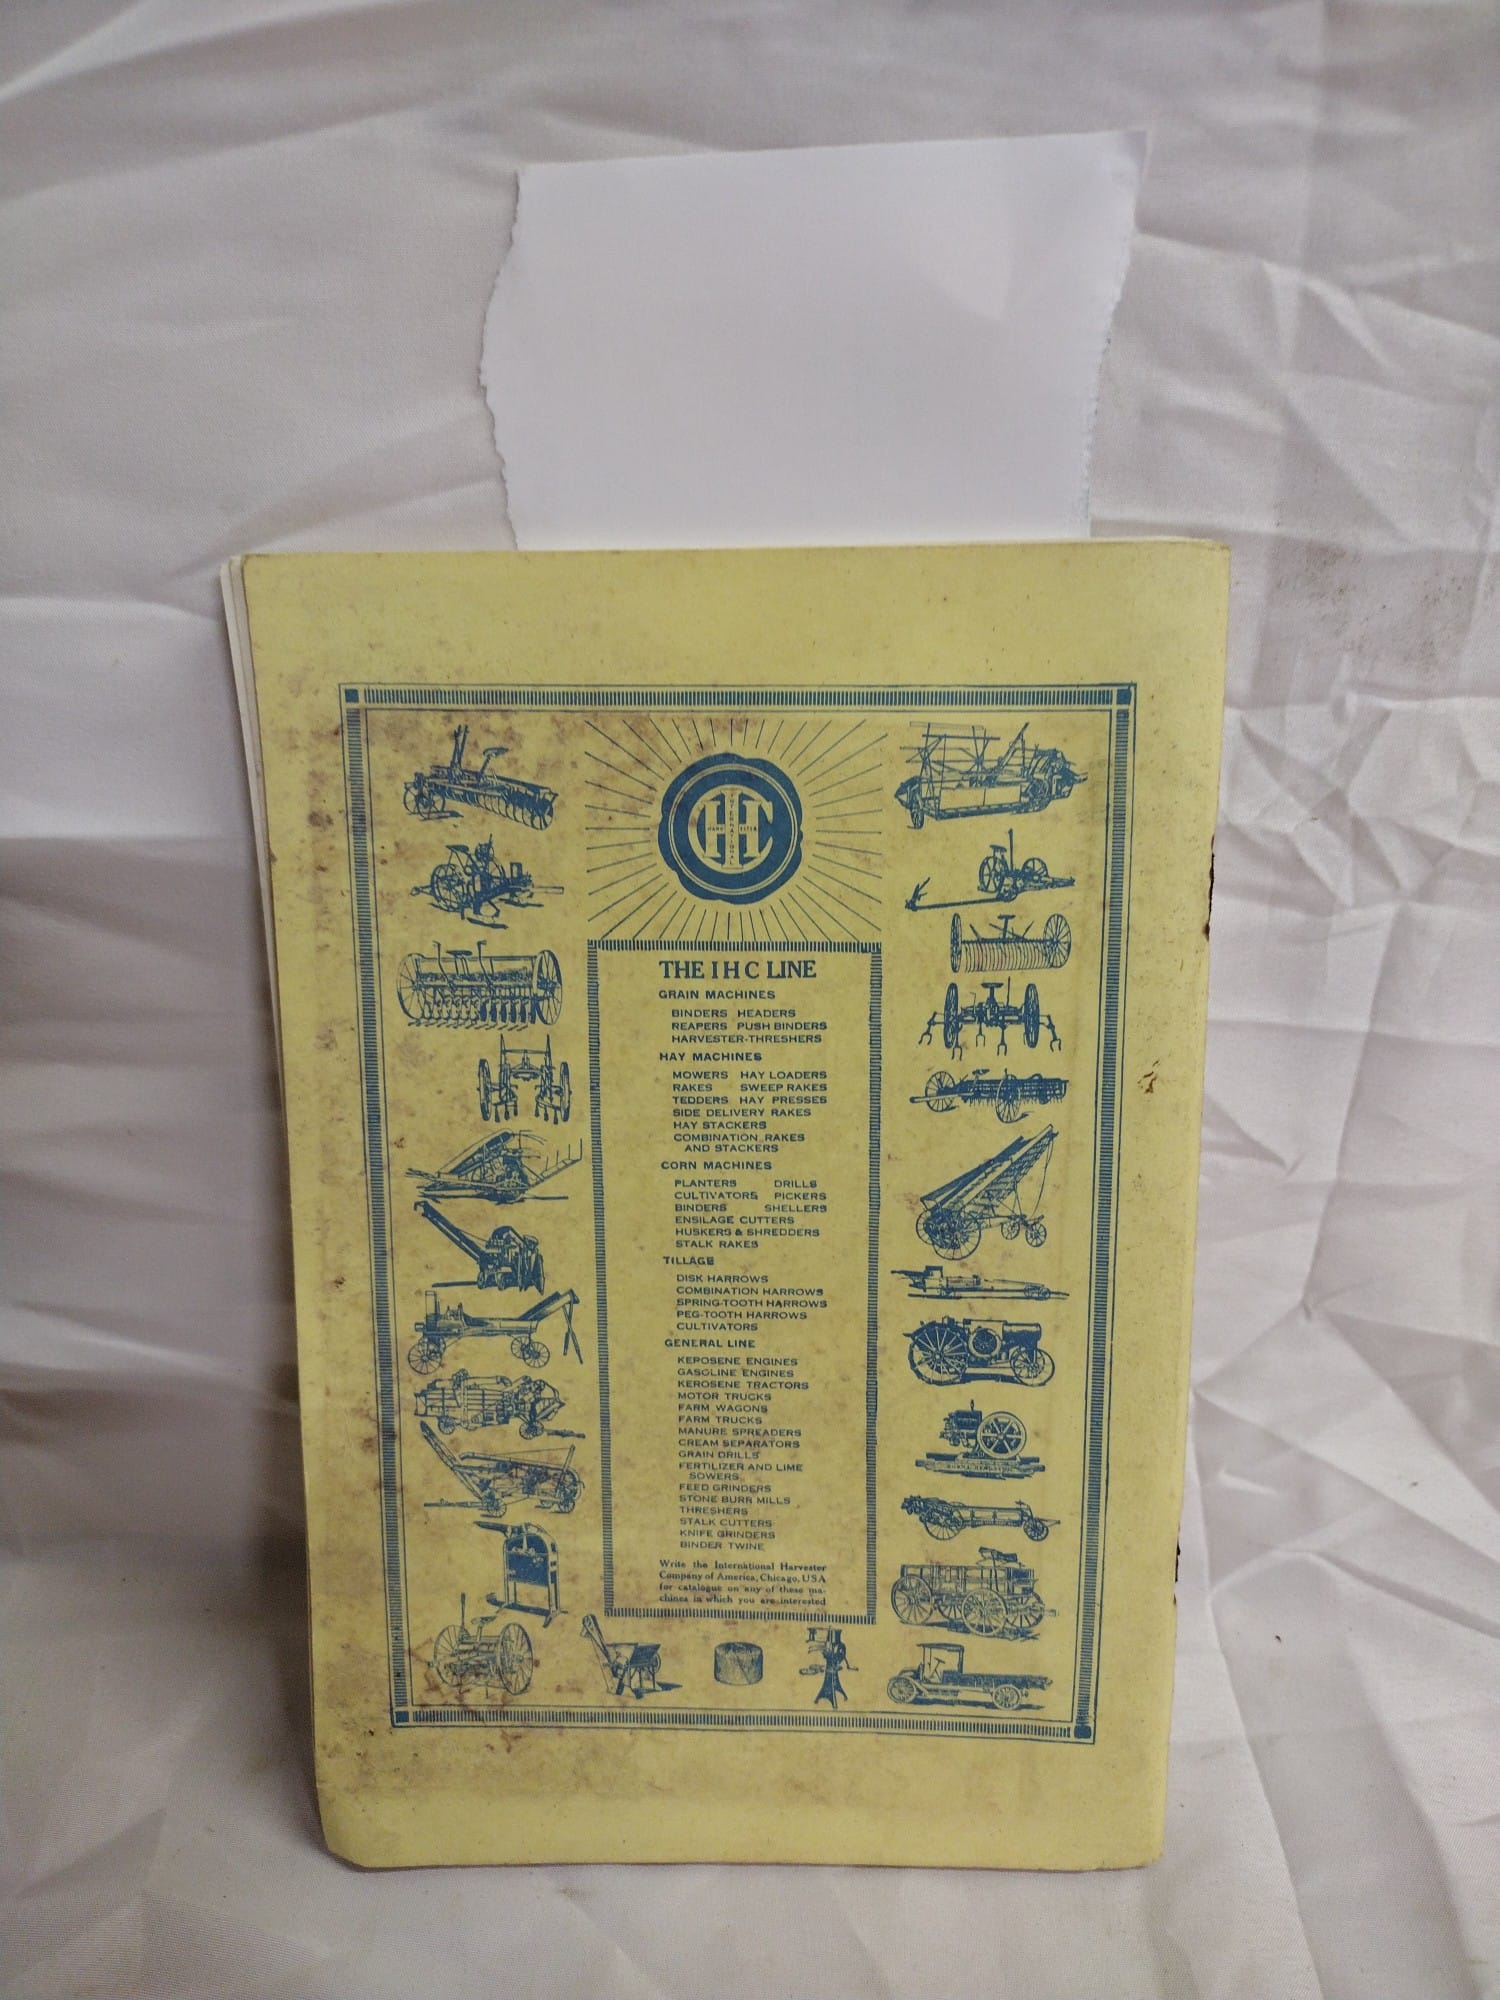 INTERNATIONAL
HARVESTER
IHC
THE I H C LINE
GRAIN MACHINES
BINDERS HEADERS
REAPERS PUSH BINDERS
HARVESTER-THRESHERS
HAY MACHINES
MOWERS HAY LOADERS
RAKES SWEEP RAKES
TEDDERS HAY PRESSES
SIDE DELIVERY RAKES
HAY STACKERS
COMBINATION RAKES
AND STACKERS
CORN MACHINES
PLANTERS DRILLS
CULTIVATORS PICKERS
BINDERS SHELLERS
ENSILAGE CUTTERS
HUSKERS & SHREDDERS
STALK RAKES
TILLAGE
DISK HARROWS
COMBINATION HARROWS
SPRING-TOOTH HARROWS
PEG-TOOTH HARROWS
CULTIVATORS
GENERAL LINE
KEROSENE ENGINES
GASOLINE ENGINES
KEROSENE TRACTORS
MOTOR TRUCKS
FARM WAGONS
FARM TRUCKS
MANURE SPREADERS
CREAM SEPARATORS
GRAIN DRILLS
FERTILIZER AND LIME
SOWERS
FEED GRINDERS
STONE BURR MILLS
THRESHERS
STALK CUTTERS
KNIFE GRINDERS
BINDER TWINE
Write the International Harvester
Company of America, Chicago, USA
for catalogue on any of these ma-
chines in which you are interested